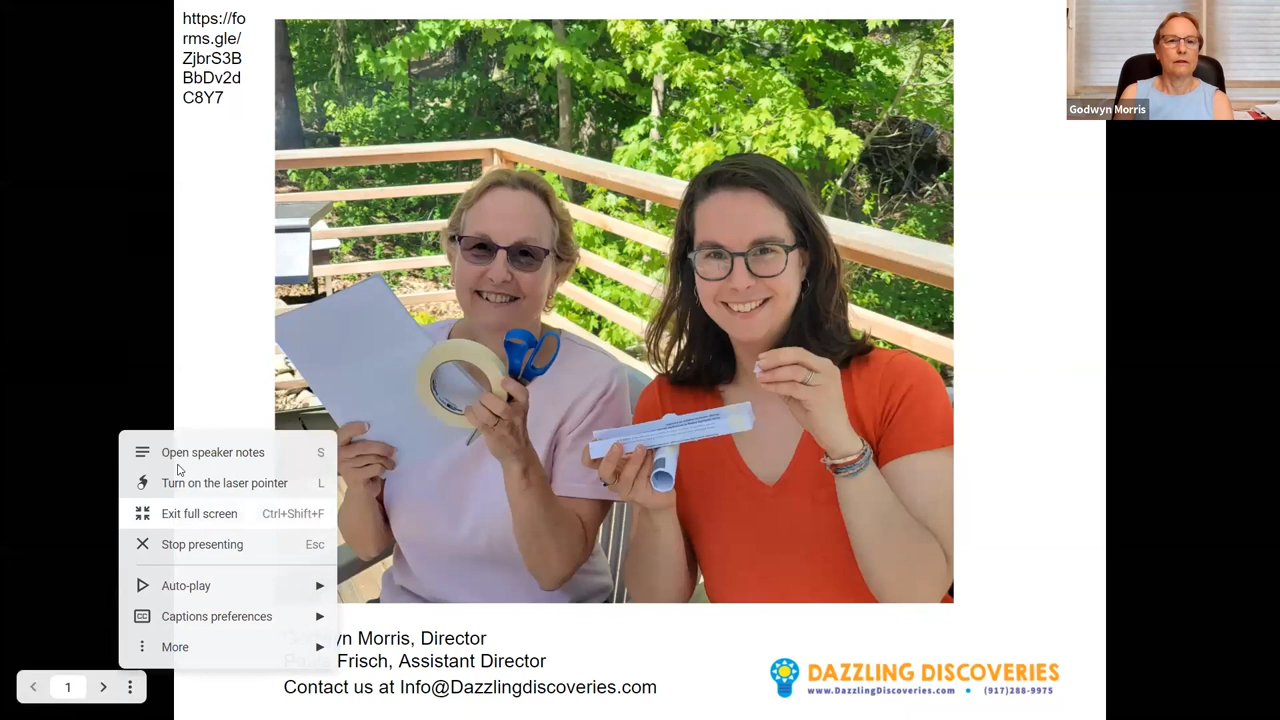 https://fo
rms.gle/
ZjbrS3B
BbDv2d
C8Y7
Godwyn Morris
Open speaker notes S
Turn on the laser pointer L
Exit full screen Ctrl+Shift+F
Stop presenting Esc
Auto-play
CC Captions preferences
More
1
Morris, Director
Frisch, Assistant Director
Contact us at Info@Dazzlingdiscoveries.com
DAZZLING DISCOVERIES
www.DazzlingDiscoveries.com • (917)288-9975